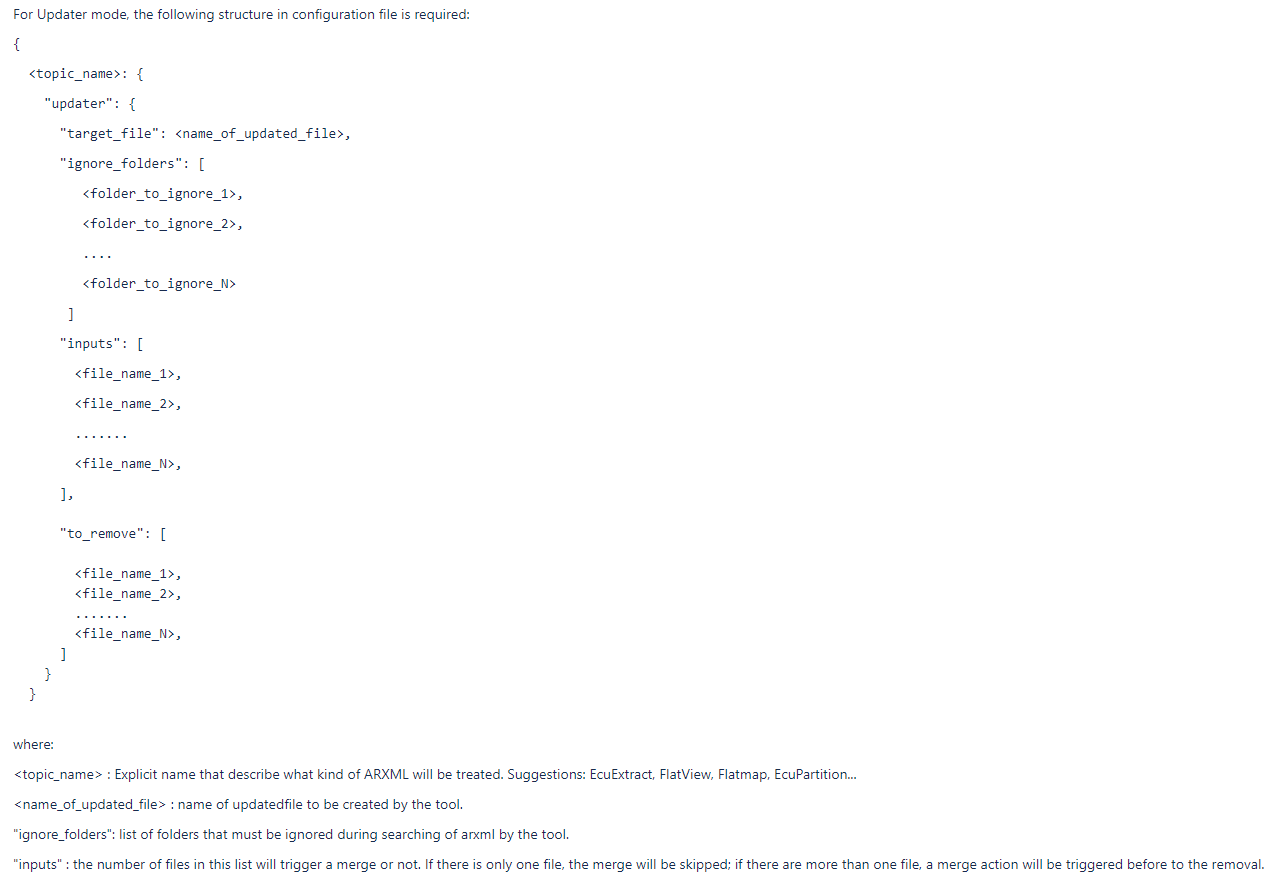 For Updater mode, the following structure in configuration file is required:
{
<topic_name>: {
"updater": {
"target_file": <name_of_updated_file>,
"ignore_folders": [
<folder_to_ignore_1>,
<folder_to_ignore_2>,
....
<folder_to_ignore_N>
]
"inputs": [
<file_name_1>,
<file_name_2>,
.......
<file_name_N>,
],
"to_remove": [
<file_name_1>,
<file_name_2>,
.......
<file_name_N>,
]
}
}
where:
<topic_name> : Explicit name that describe what kind of ARXML will be treated. Suggestions: EcuExtract, FlatView, Flatmap, EcuPartition...
<name_of_updated_file> : name of updatedfile to be created by the tool.
"ignore_folders": list of folders that must be ignored during searching of arxml by the tool.
"inputs" : the number of files in this list will trigger a merge or not. If there is only one file, the merge will be skipped; if there are more than one file, a merge action will be triggered before to the removal.